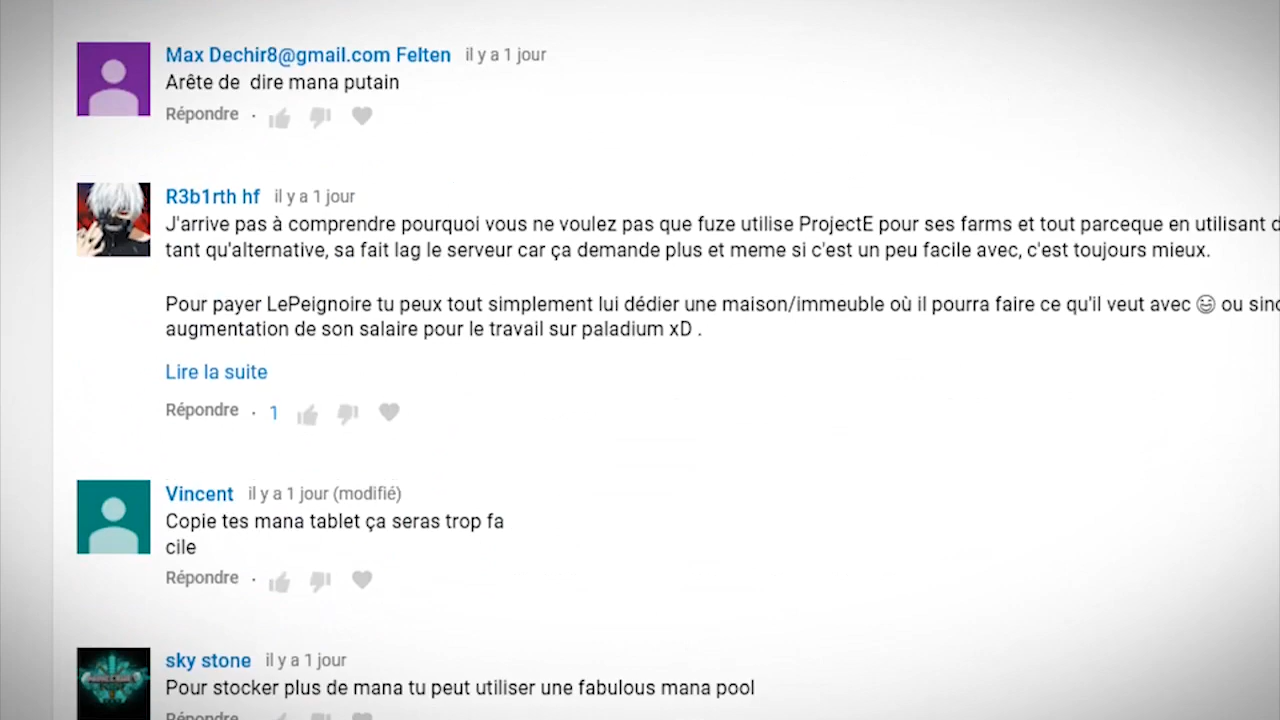 Max Dechir8@gmail.com Felten il y a 1 jour
Arête de dire mana putain
Répondre ·
R3b1rth hf il y a 1 jour
J'arrive pas à comprendre pourquoi vous ne voulez pas que fuze utilise ProjectE pour ses farms et tout parceque en utilisant
tant qu'alternative, sa fait lag le serveur car ça demande plus et meme si c'est un peu facile avec, c'est toujours mieux.
Pour payer LePeignoire tu peux tout simplement lui dédier une maison/immeuble où il pourra faire ce qu'il veut avec 😄 ou
augmentation de son salaire pour le travail sur paladium xD .
Lire la suite
Répondre · 1
Vincent il y a 1 jour (modifié)
Copie tes mana tablet ça seras trop fa
cile
Répondre ·
sky stone il y a 1 jour
Pour stocker plus de mana tu peut utiliser une fabulous mana pool
Répondre